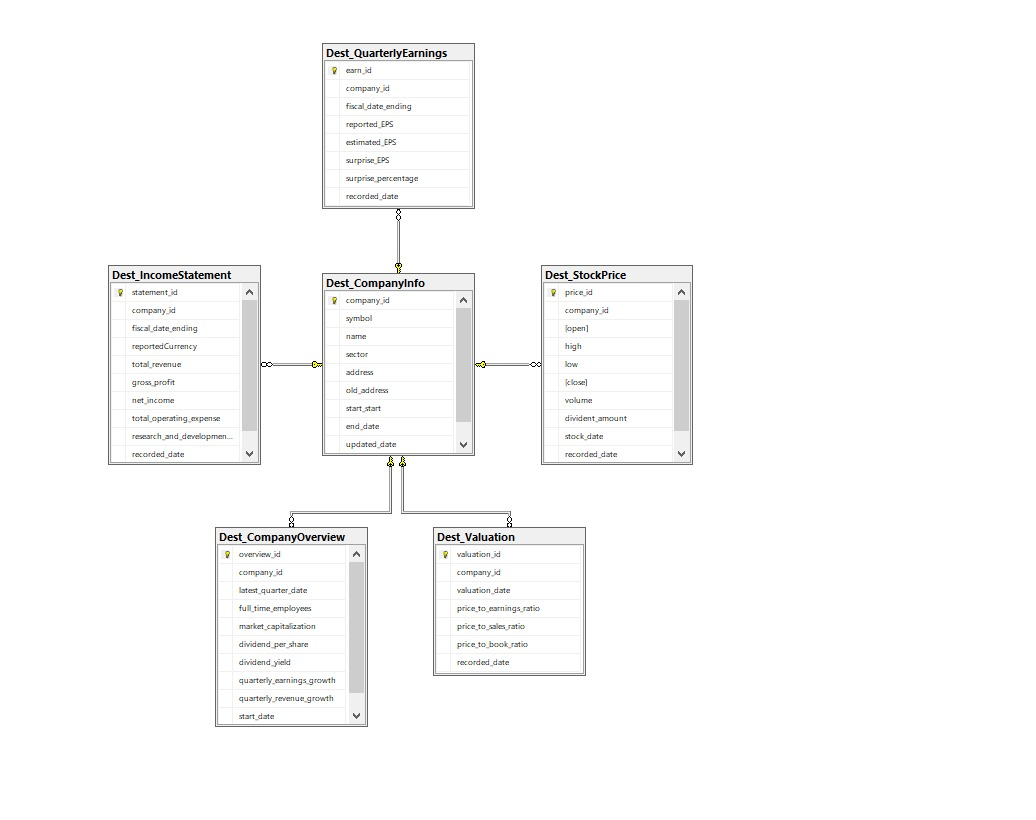 Dest_QuarterlyEarnings
earn_id
company_id
fiscal_date_ending
reported_EPS
estimated_EPS
surprise_EPS
surprise_percentage
recorded_date
Dest_IncomeStatement
statement_id
company_id
fiscal_date_ending
reportedCurrency
total_revenue
gross_profit
net_income
total_operating_expense
research_and_developmen...
recorded_date
Dest_CompanyInfo
company_id
symbol
name
sector
address
old_address
start_start
end_date
updated_date
Dest_StockPrice
price_id
company_id
[open]
high
low
[close]
volume
divident_amount
stock_date
recorded_date
Dest_CompanyOverview
overview_id
company_id
latest_quarter_date
full_time_employees
market_capitalization
dividend_per_share
dividend_yield
quarterly_earnings_growth
quarterly_revenue_growth
start_date
Dest_Valuation
valuation_id
company_id
valuation_date
price_to_earnings_ratio
price_to_sales_ratio
price_to_book_ratio
recorded_date